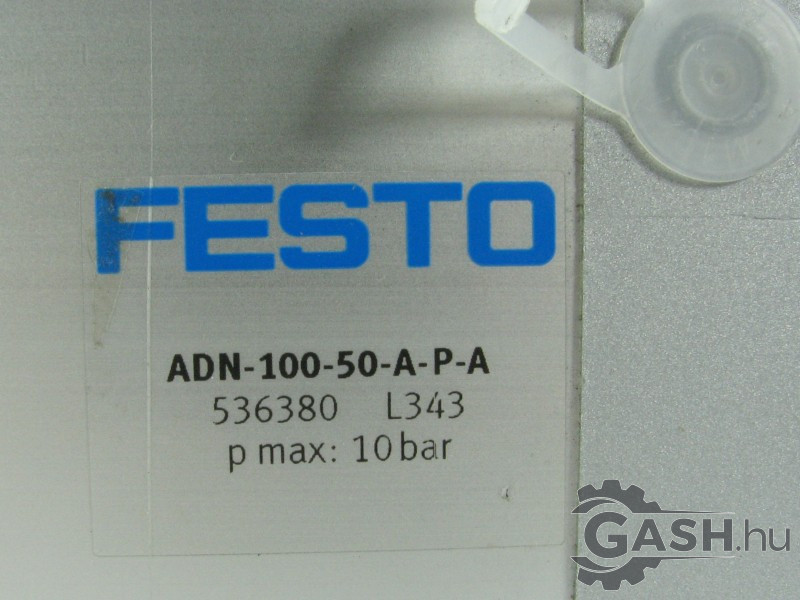 FESTO
ADN-100-50-A-P-A
536380 L343
p max: 10 bar
GASH.hu